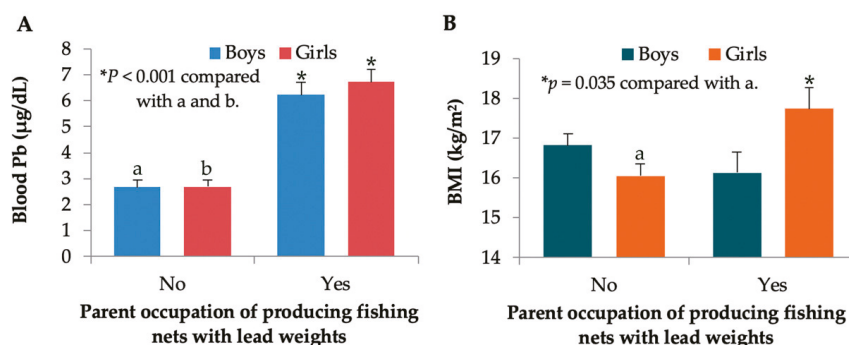 A
Boys Girls
*P < 0.001 compared
with a and b.
Blood Pb (µg/dL)
8
7
6
5
4
3
2
1
0
a
b
*
*
No
Yes
Parent occupation of producing fishing
nets with lead weights
B
Boys Girls
*p = 0.035 compared with a.
BMI (kg/m²)
19
18
17
16
15
14
a
*
No
Yes
Parent occupation of producing fishing
nets with lead weights